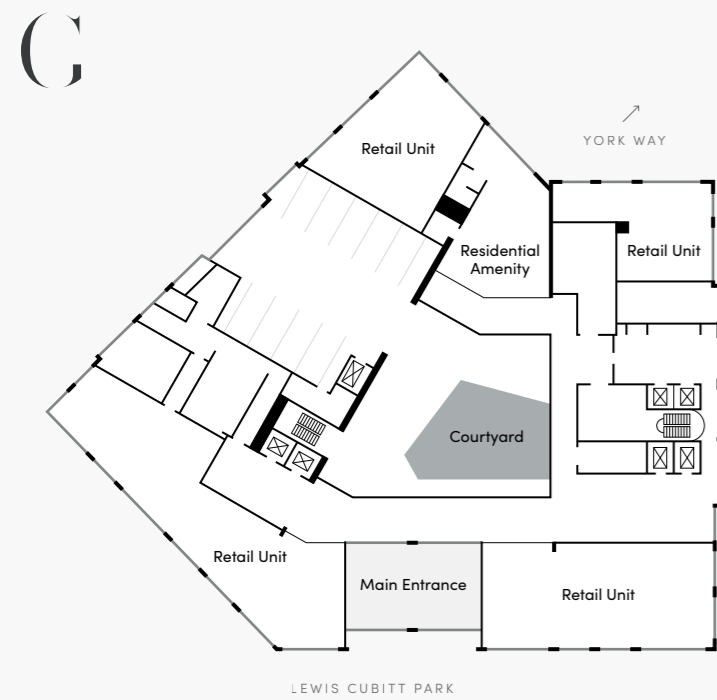 G
Retail Unit
YORK WAY
Residential
Amenity
Retail Unit
Courtyard
Retail Unit
Main Entrance
Retail Unit
LEWIS CUBITT PARK